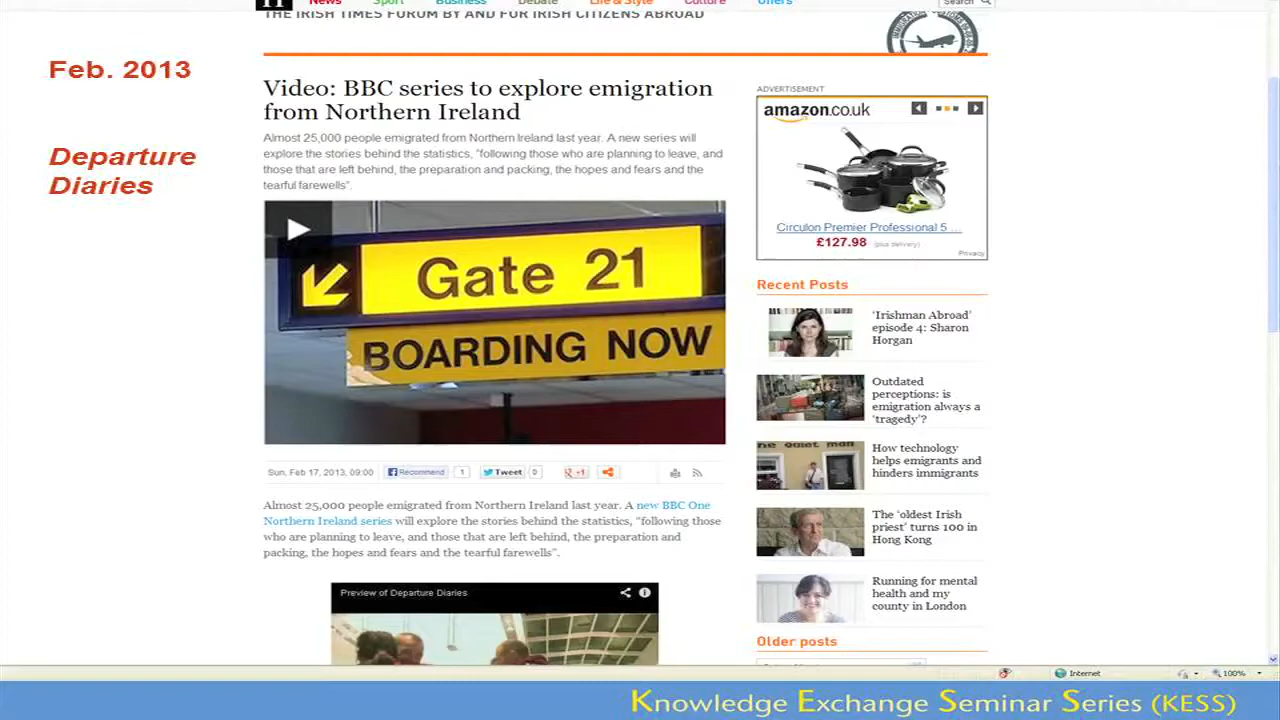 News Sport Business Debate Life & Style Culture Offers Search
THE IRISH TIMES FORUM BY AND FOR IRISH CITIZENS ABROAD
Feb. 2013
Departure
Diaries
Video: BBC series to explore emigration
from Northern Ireland
Almost 25,000 people emigrated from Northern Ireland last year. A new series will
explore the stories behind the statistics, "following those who are planning to leave, and
those that are left behind, the preparation and packing, the hopes and fears and the
tearful farewells".
Gate 21
BOARDING NOW
Sun, Feb 17, 2013, 09:00
Recommend 1
Tweet 0
+1
Almost 25,000 people emigrated from Northern Ireland last year. A new BBC One
Northern Ireland series will explore the stories behind the statistics, "following those
who are planning to leave, and those that are left behind, the preparation and
packing, the hopes and fears and the tearful farewells".
Preview of Departure Diaries
ADVERTISEMENT
amazon.co.uk
Circulon Premier Professional 5 ...
£127.98 (plus delivery)
Privacy
Recent Posts
'Irishman Abroad'
episode 4: Sharon
Horgan
Outdated
perceptions: is
emigration always a
'tragedy'?
How technology
helps emigrants and
hinders immigrants
The 'oldest Irish
priest' turns 100 in
Hong Kong
Running for mental
health and my
county in London
Older posts
Internet
100%
Knowledge Exchange Seminar Series (KESS)